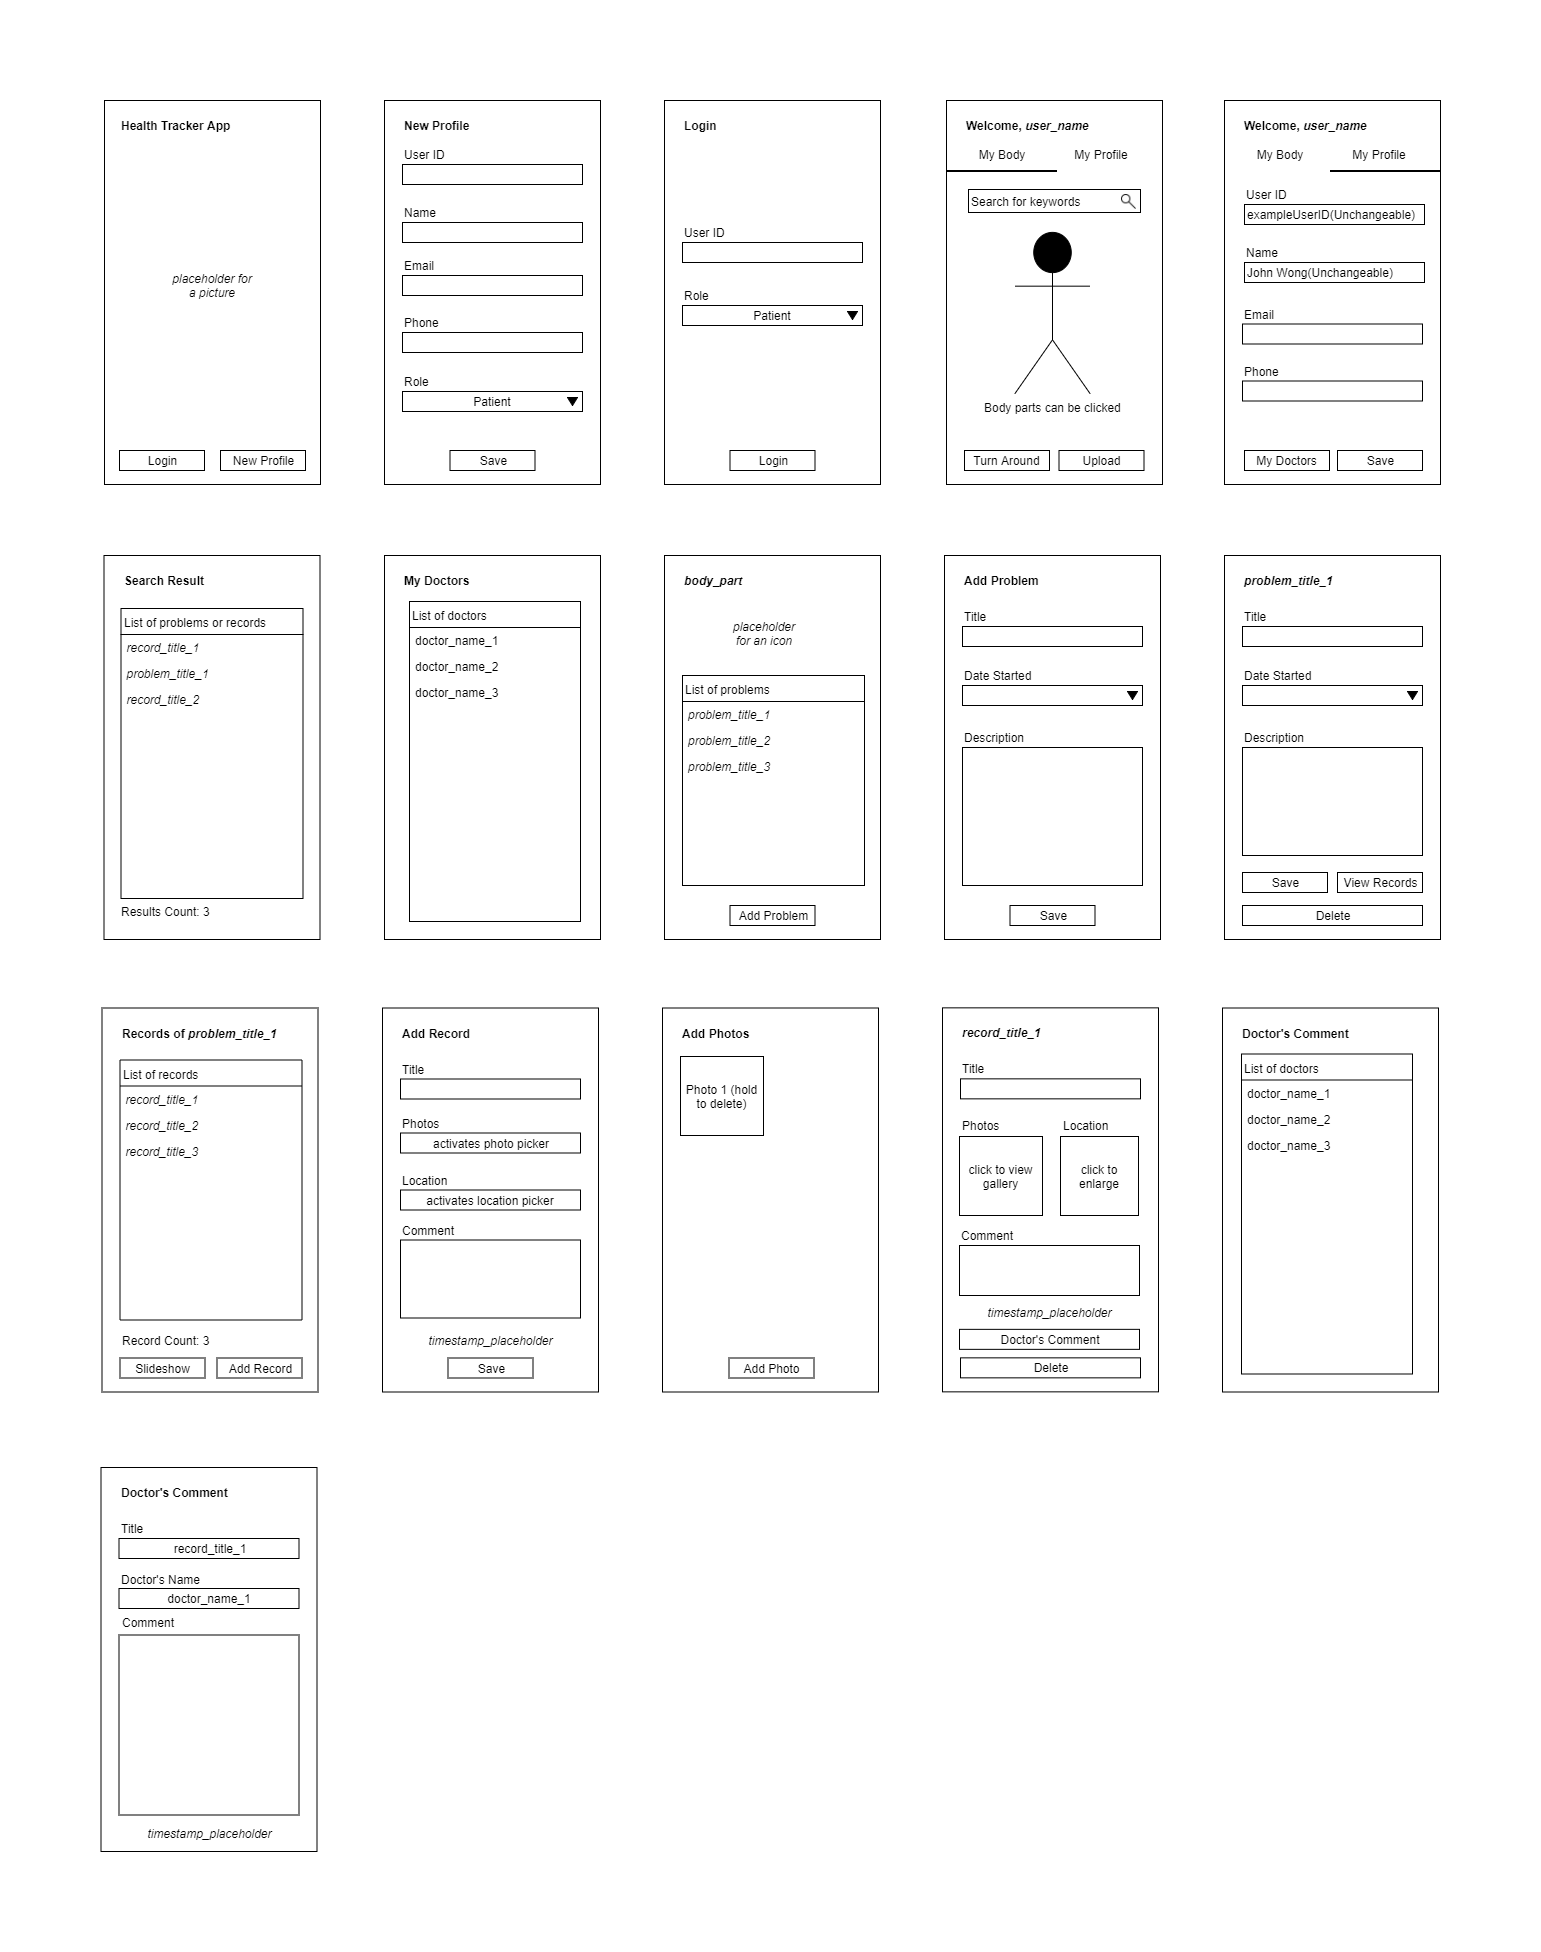 Health Tracker App
placeholder for
a picture
Login
New Profile
New Profile
User ID
Name
Email
Phone
Role
Patient
Save
Login
User ID
Role
Patient
Login
Welcome, user_name
My Body
My Profile
Search for keywords
Body parts can be clicked
Turn Around
Upload
Welcome, user_name
My Body
My Profile
User ID
exampleUserID(Unchangeable)
Name
John Wong(Unchangeable)
Email
Phone
My Doctors
Save
Search Result
List of problems or records
record_title_1
problem_title_1
record_title_2
Results Count: 3
My Doctors
List of doctors
doctor_name_1
doctor_name_2
doctor_name_3
body_part
placeholder
for an icon
List of problems
problem_title_1
problem_title_2
problem_title_3
Add Problem
Add Problem
Title
Date Started
Description
Save
problem_title_1
Title
Date Started
Description
Save
View Records
Delete
Records of problem_title_1
List of records
record_title_1
record_title_2
record_title_3
Record Count: 3
Slideshow
Add Record
Add Record
Title
Photos
activates photo picker
Location
activates location picker
Comment
timestamp_placeholder
Save
Add Photos
Photo 1 (hold
to delete)
Add Photo
record_title_1
Title
Photos
Location
click to view
gallery
click to
enlarge
Comment
timestamp_placeholder
Doctor's Comment
Delete
Doctor's Comment
List of doctors
doctor_name_1
doctor_name_2
doctor_name_3
Doctor's Comment
Title
record_title_1
Doctor's Name
doctor_name_1
Comment
timestamp_placeholder